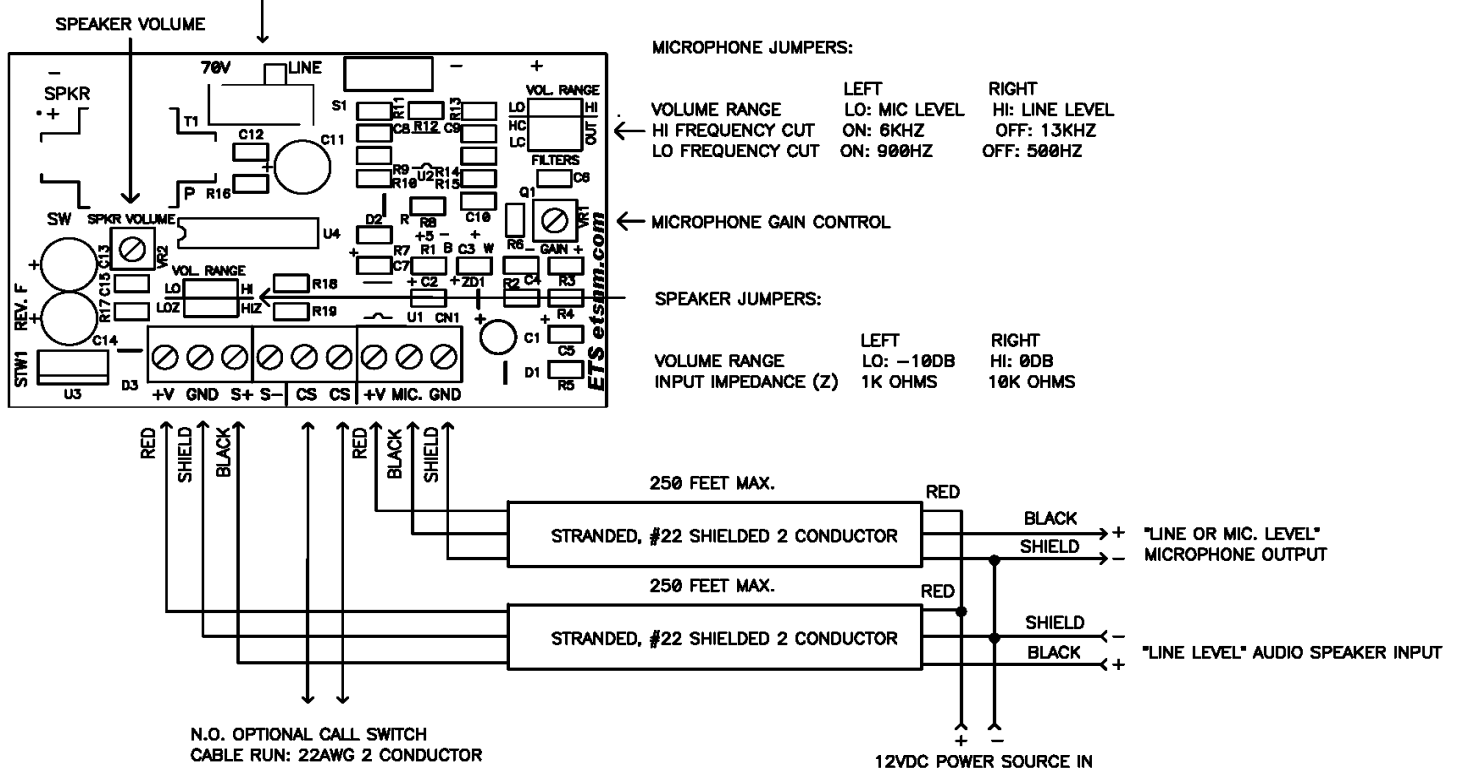 SPEAKER VOLUME
- 70V LINE - +
SPKR
+
S1
R11
R13
VOL. RANGE
LO HI
HC
LC
OUT
FILTERS
T1
C12
C11
C8 R12 C9
R9
R10
U2
R14
R15
C6
P R16
Q1
SW
SPKR VOLUME
D2
R
R8
C10
VR1
U4
+5 - +
R6
- GAIN +
C13
VR2
R7
C7
R1 B C3 W
C4
R3
VOL. RANGE
LO HI
LOZ HIZ
C15
R17
R18
R19
+ C2
+ ZD1
R2
R4
REV. F
U1 CN1
C14
C1
C5
STW1
U3
D3
D1
R5
ETS etsnm.com
+V GND S+ S- CS CS +V MIC. GND
MICROPHONE JUMPERS:
LEFT RIGHT
VOLUME RANGE LO: MIC LEVEL HI: LINE LEVEL
HI FREQUENCY CUT ON: 6KHZ OFF: 13KHZ
LO FREQUENCY CUT ON: 900HZ OFF: 500HZ
MICROPHONE GAIN CONTROL
SPEAKER JUMPERS:
LEFT RIGHT
VOLUME RANGE LO: -10DB HI: 0DB
INPUT IMPEDANCE (Z) 1K OHMS 10K OHMS
RED
SHIELD
BLACK
RED
BLACK
SHIELD
250 FEET MAX.
RED
STRANDED, #22 SHIELDED 2 CONDUCTOR
BLACK
+ "LINE OR MIC. LEVEL"
SHIELD
- MICROPHONE OUTPUT
250 FEET MAX.
RED
STRANDED, #22 SHIELDED 2 CONDUCTOR
SHIELD
-
BLACK
+
"LINE LEVEL" AUDIO SPEAKER INPUT
N.O. OPTIONAL CALL SWITCH
CABLE RUN: 22AWG 2 CONDUCTOR
+ -
12VDC POWER SOURCE IN